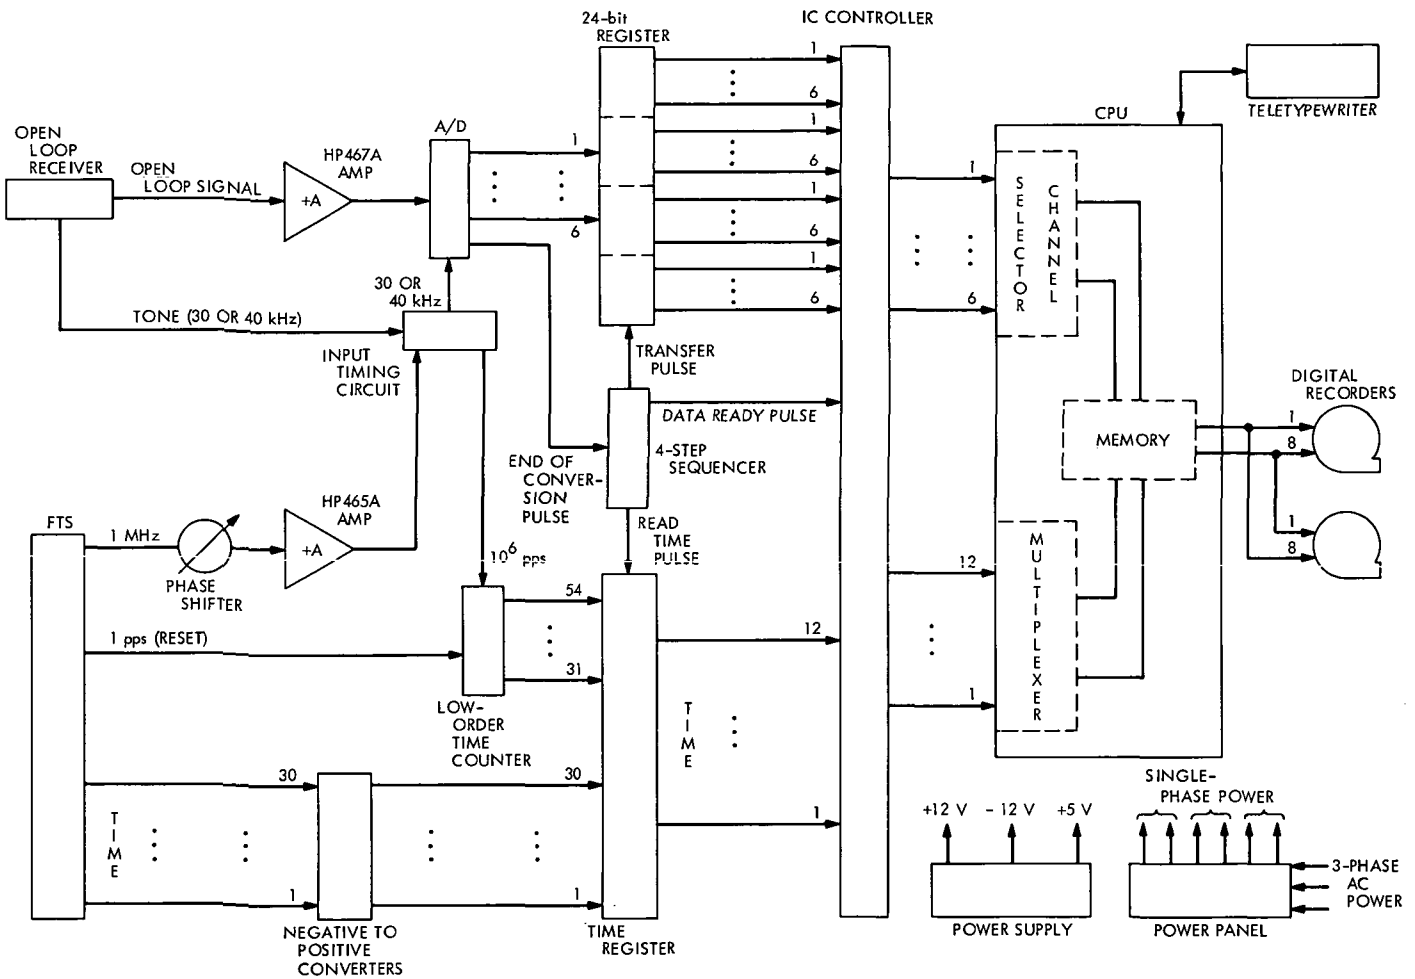 24-bit
REGISTER
IC CONTROLLER
1
6
1
6
1
6
1
6
TELETYPEWRITER
CPU
OPEN
LOOP
RECEIVER
OPEN
LOOP SIGNAL
HP467A
AMP
+A
A/D
1
6
1
6
SELECTOR
CHANNEL
30 OR
40 kHz
TONE (30 OR 40 kHz)
INPUT
TIMING
CIRCUIT
TRANSFER
PULSE
DATA READY PULSE
4-STEP
SEQUENCER
END OF
CONVER-
SION
PULSE
READ
TIME
PULSE
MEMORY
DIGITAL
RECORDERS
1
8
1
8
FTS
1 MHz
PHASE
SHIFTER
HP465A
AMP
+A
10⁶ pps
1 pps (RESET)
54
31
LOW-
ORDER
TIME
COUNTER
12
1
TIME
12
1
MULTIPLEXER
TIME
30
1
30
1
NEGATIVE TO
POSITIVE
CONVERTERS
TIME
REGISTER
+12 V
- 12 V
+5 V
POWER SUPPLY
SINGLE-
PHASE POWER
3-PHASE
AC
POWER
POWER PANEL